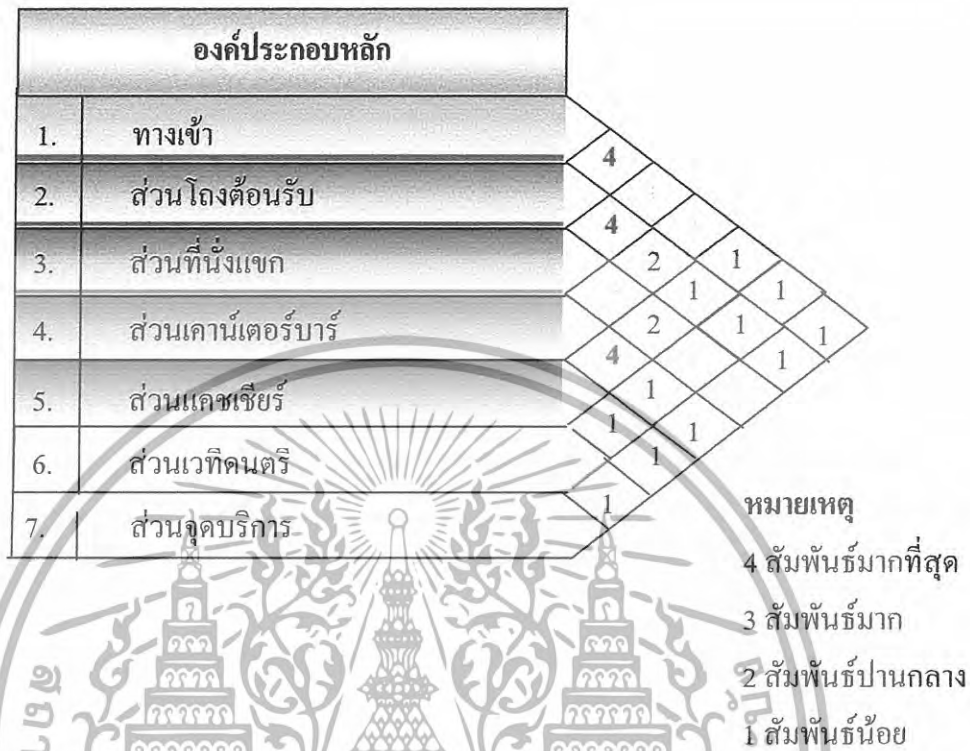 องค์ประกอบหลัก
1. ทางเข้า
2. ส่วนโถงต้อนรับ
3. ส่วนที่นั่งแขก
4. ส่วนเคาน์เตอร์บาร์
5. ส่วนแคชเชียร์
6. ส่วนเวทีดนตรี
7. ส่วนจุดบริการ
4
4
2 1
1 1
2 1 1
4 1
1
1 1
1
1
หมายเหตุ
4 สัมพันธ์มากที่สุด
3 สัมพันธ์มาก
2 สัมพันธ์ปานกลาง
1 สัมพันธ์น้อย